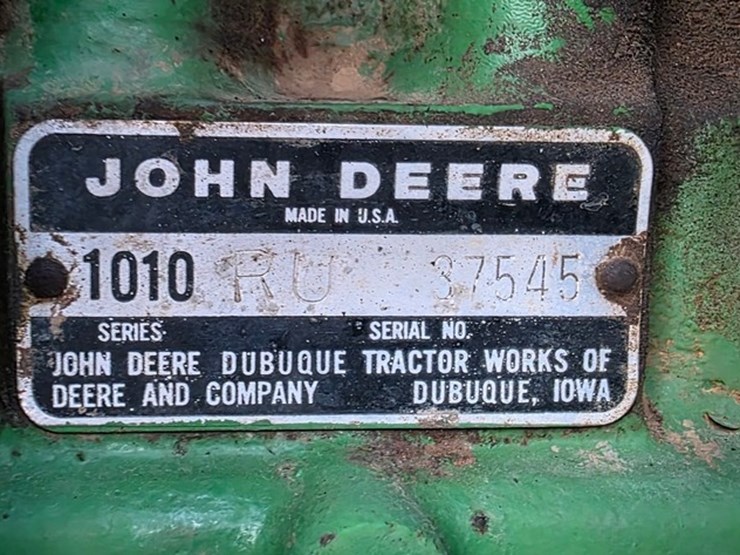 JOHN DEERE
MADE IN U.S.A.
1010 RU 37545
SERIES SERIAL NO.
JOHN DEERE DUBUQUE TRACTOR WORKS OF
DEERE AND COMPANY DUBUQUE, IOWA